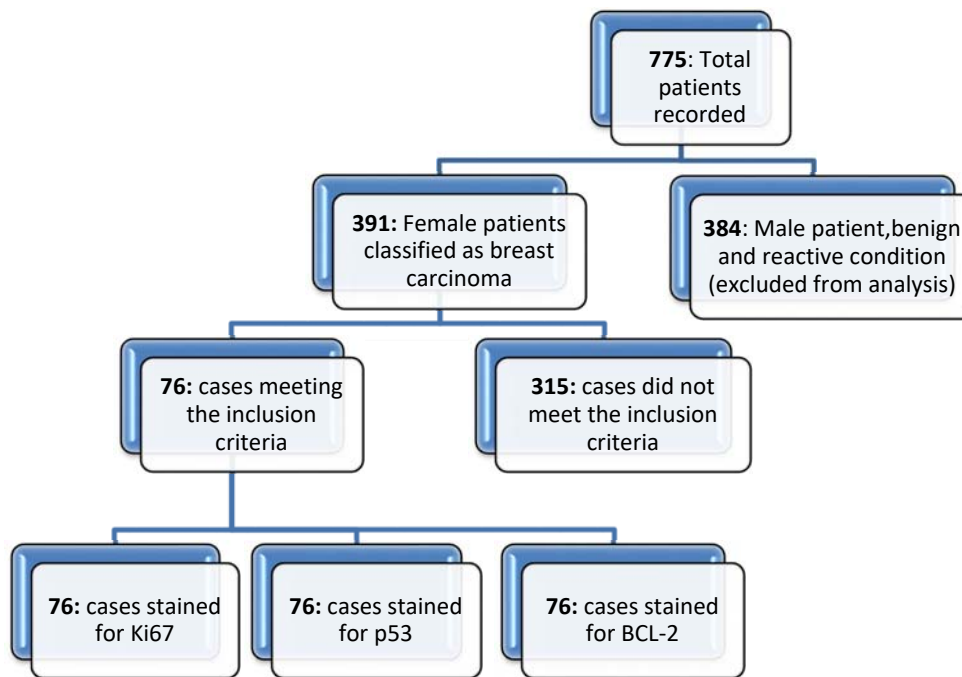 775: Total
patients
recorded
391: Female patients
classified as breast
carcinoma
384: Male patient,benign
and reactive condition
(excluded from analysis)
76: cases meeting
the inclusion
criteria
315: cases did not
meet the inclusion
criteria
76: cases stained
for Ki67
76: cases stained
for p53
76: cases stained
for BCL-2